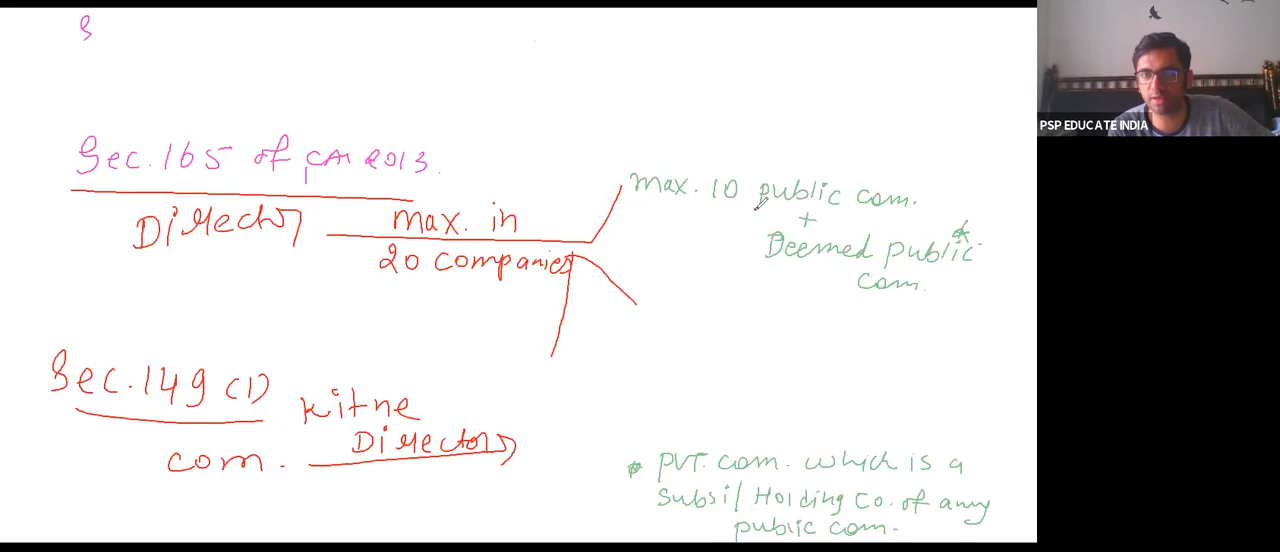 Sec. 165 of CA 2013.
Director max. in
20 companies
max. 10 public com.
+
Deemed public *
com.
Sec. 149 (1)
Kitne
com. Directors
* PVT. com. which is a
Subsi/ Holding Co. of any
public com.
PSP EDUCATE INDIA